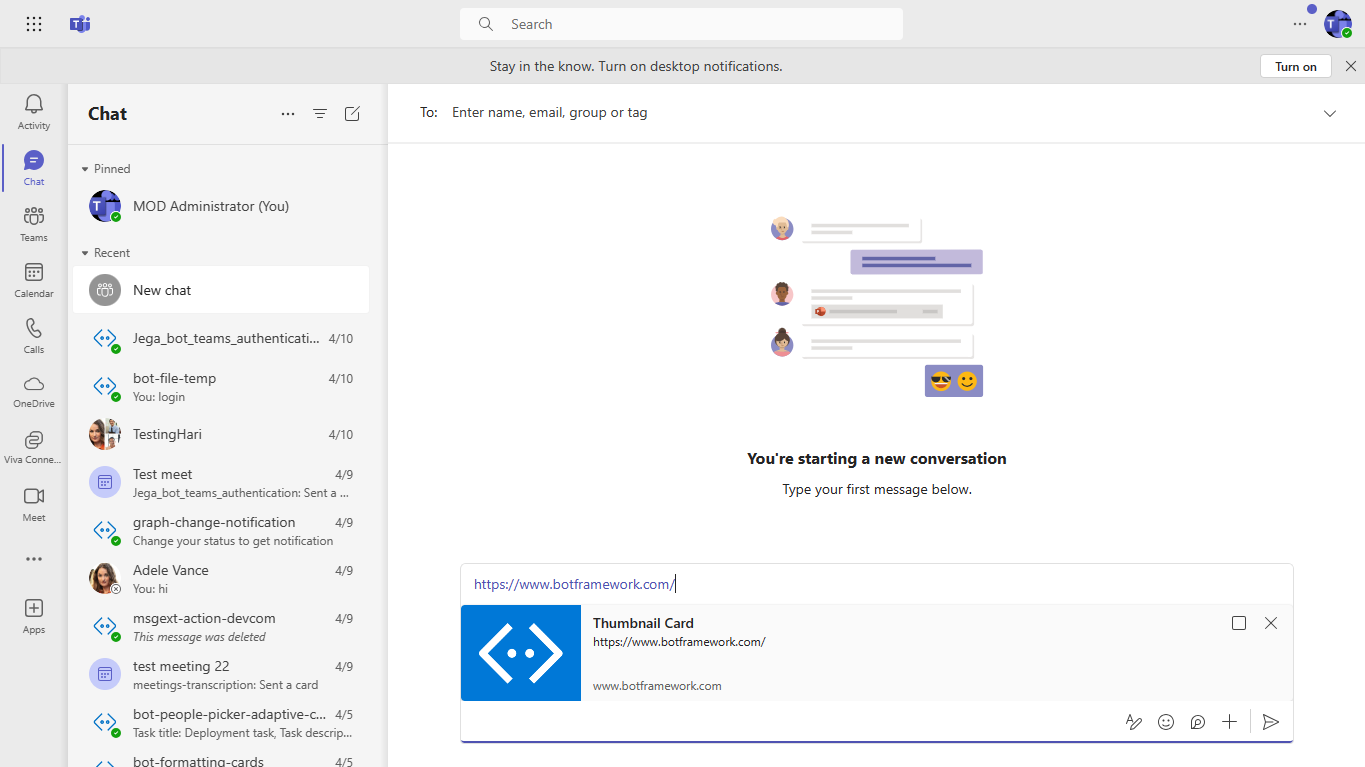 Search
Stay in the know. Turn on desktop notifications.
Turn on
Activity
Chat
Teams
Calendar
Calls
OneDrive
Viva Conne...
Meet
Apps
Chat
Pinned
MOD Administrator (You)
Recent
New chat
Jega_bot_teams_authenticati... 4/10
bot-file-temp 4/10
You: login
TestingHari 4/10
Test meet 4/9
Jega_bot_teams_authentication: Sent a ...
graph-change-notification 4/9
Change your status to get notification
Adele Vance 4/9
You: hi
msgext-action-devcom 4/9
This message was deleted
test meeting 22 4/9
meetings-transcription: Sent a card
bot-people-picker-adaptive-c... 4/5
Task title: Deployment task, Task descrip...
bot-formatting-cards 4/5
To: Enter name, email, group or tag
You're starting a new conversation
Type your first message below.
https://www.botframework.com/
Thumbnail Card
https://www.botframework.com/
www.botframework.com